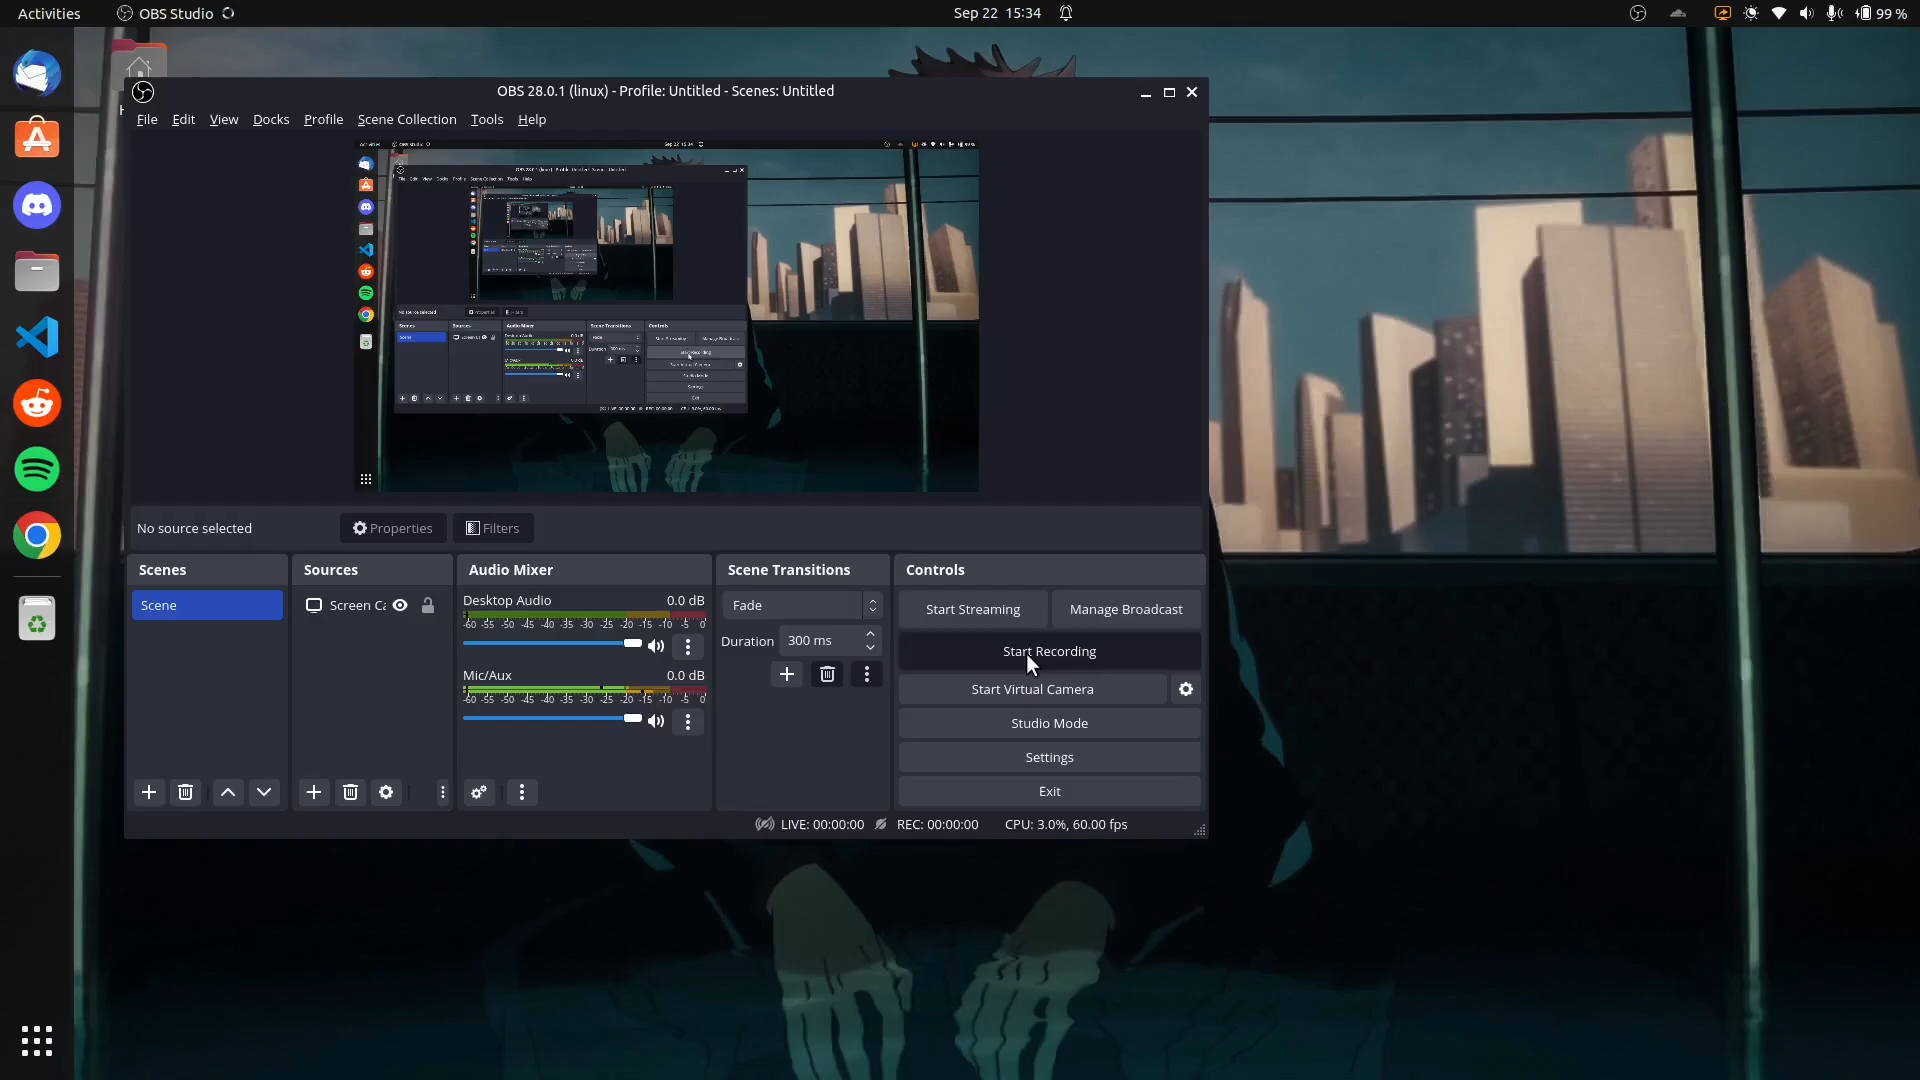 Activities
OBS Studio
Sep 22 15:34
99 %
OBS 28.0.1 (linux) - Profile: Untitled - Scenes: Untitled
File Edit View Docks Profile Scene Collection Tools Help
No source selected
Properties
Filters
Scenes
Scene
Sources
Screen Ca
Audio Mixer
Desktop Audio 0.0 dB
-60 -55 -50 -45 -40 -35 -30 -25 -20 -15 -10 -5 0
Mic/Aux 0.0 dB
-60 -55 -50 -45 -40 -35 -30 -25 -20 -15 -10 -5 0
Scene Transitions
Fade
Duration 300 ms
Controls
Start Streaming
Manage Broadcast
Start Recording
Start Virtual Camera
Studio Mode
Settings
Exit
LIVE: 00:00:00
REC: 00:00:00
CPU: 3.0%, 60.00 fps